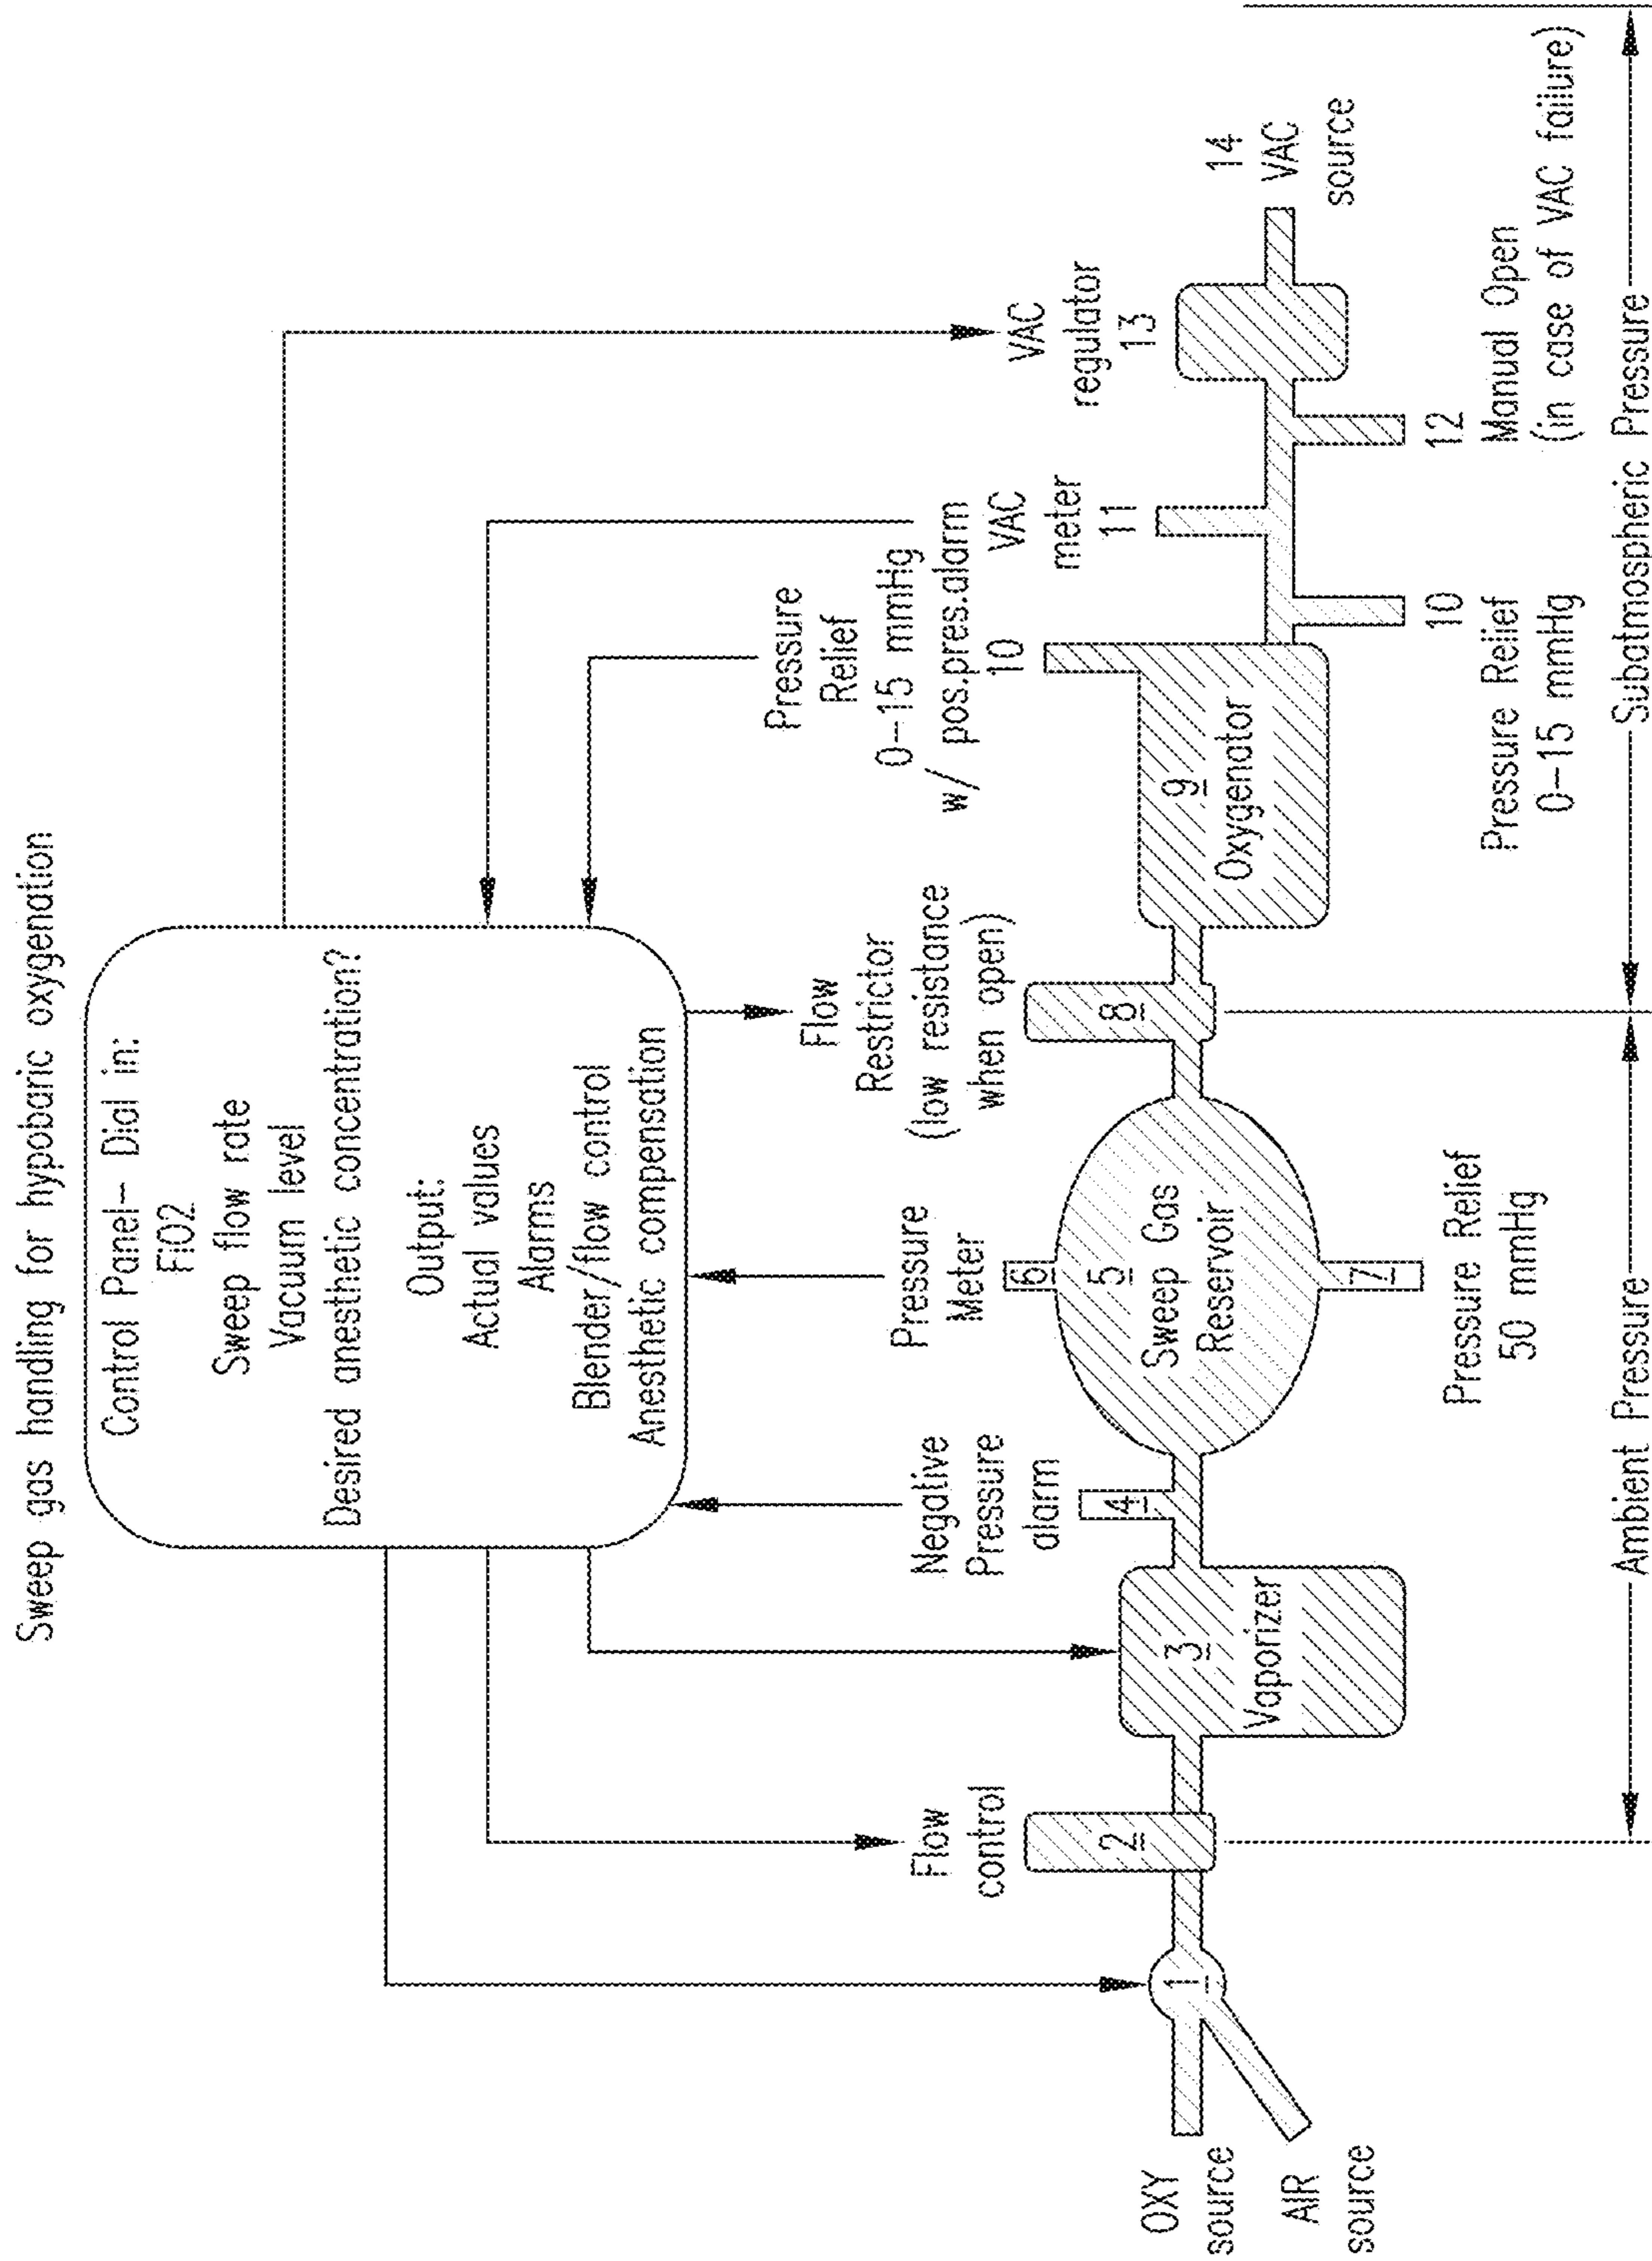 Sweep gas handling for hypobaric oxygenation
Control Panel- Dial in:
FiO2
Sweep flow rate
Vacuum level
Desired anesthetic concentration?
Output:
Actual values
Alarms
Blender/flow control
Anesthetic compensation
OXY
source
AIR
source
1
Flow
control
2
3
Vaporizer
Negative
Pressure
alarm
4
Pressure
Meter
6
5
Sweep Gas
Reservoir
7
Pressure Relief
50 mmHg
Flow
Restrictor
(low resistance
when open)
8
9
Oxygenator
Pressure
Relief
0-15 mmHg
w/ pos.pres.alarm
10
10
Pressure Relief
0-15 mmHg
VAC
meter
11
12
Manual Open
(in case of VAC failure)
VAC
regulator
13
14
VAC
source
Ambient Pressure
Subatmospheric Pressure